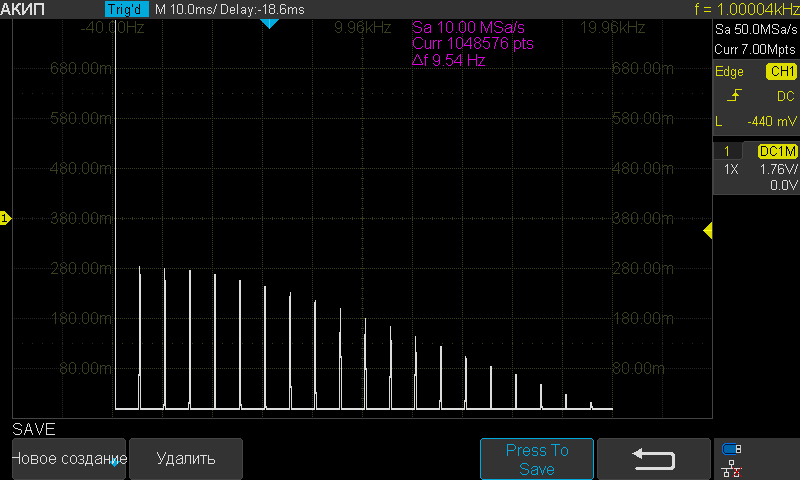 АКИП Trig'd M 10.0ms/ Delay:-18.6ms f = 1.00004kHz
-40.00Hz 9.96kHz 19.96kHz
Sa 10.00 MSa/s
Curr 1048576 pts
Δf 9.54 Hz
Sa 50.0MSa/s
Curr 7.00Mpts
Edge CH1
DC
L -440 mV
1 DC1M
1X 1.76V/
0.0V
680.00m 680.00m
580.00m 580.00m
480.00m 480.00m
1 380.00m 380.00m
280.00m 280.00m
180.00m 180.00m
80.00m 80.00m
SAVE
Новое создание Удалить Press To
Save